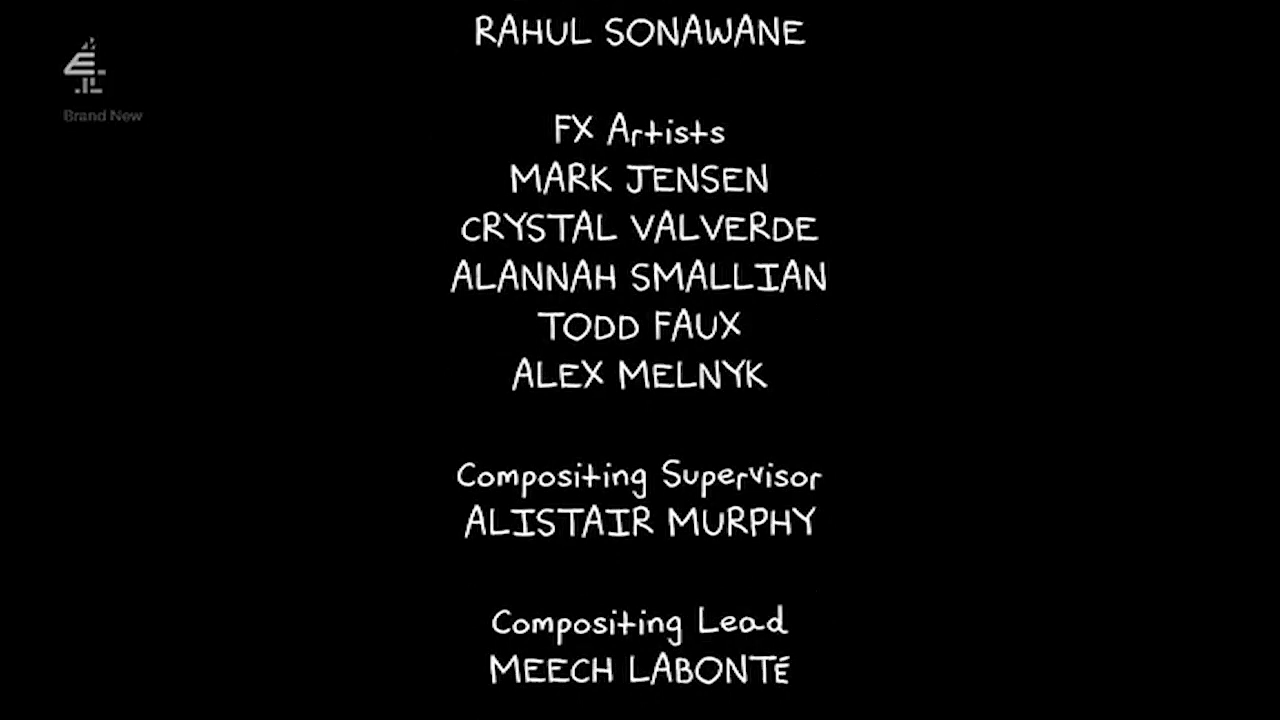 RAHUL SONAWANE
Brand New
FX Artists
MARK JENSEN
CRYSTAL VALVERDE
ALANNAH SMALLIAN
TODD FAUX
ALEX MELNYK
Compositing Supervisor
ALISTAIR MURPHY
Compositing Lead
MEECH LABONTÉ